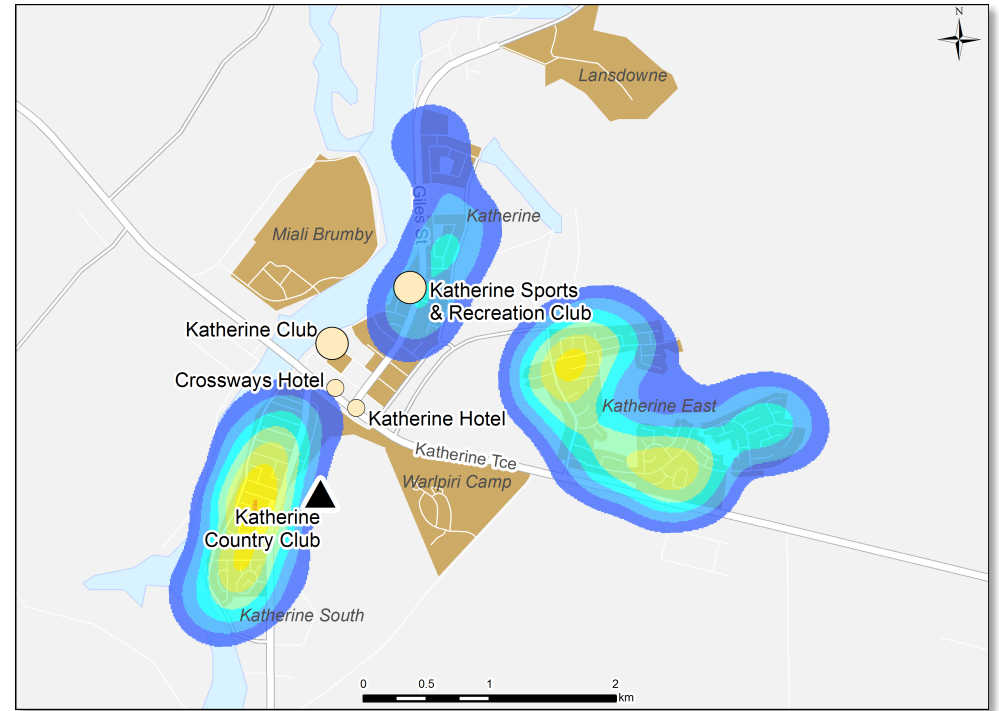 N
Lansdowne
Giles St
Katherine
Miali Brumby
Katherine Sports
& Recreation Club
Katherine Club
Crossways Hotel
Katherine East
Katherine Hotel
Katherine Tce
Warlpiri Camp
Katherine
Country Club
Katherine South
0 0.5 1 2
km